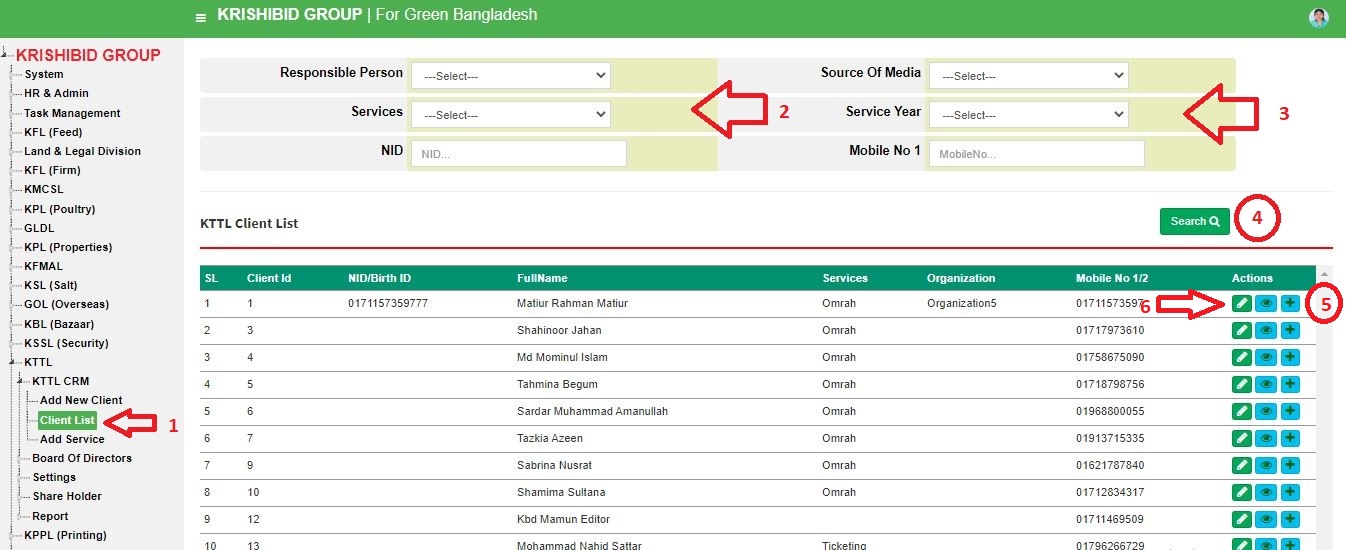 KRISHIBID GROUP | For Green Bangladesh
KRISHIBID GROUP
System
HR & Admin
Task Management
KFL (Feed)
Land & Legal Division
KFL (Firm)
KMCSL
KPL (Poultry)
GLDL
KPL (Properties)
KFMAL
KSL (Salt)
GOL (Overseas)
KBL (Bazaar)
KSSL (Security)
KTTL
KTTL CRM
Add New Client
Client List 1
Add Service
Board Of Directors
Settings
Share Holder
Report
KPPL (Printing)
Responsible Person ---Select--- Source Of Media ---Select---
Services ---Select--- 2 Service Year ---Select--- 3
NID NID... Mobile No 1 MobileNo...
KTTL Client List Search 4
SL Client Id NID/Birth ID FullName Services Organization Mobile No 1/2 Actions
1 1 0171157359777 Matiur Rahman Matiur Omrah Organization5 01711573597 6 5
2 3 Shahinoor Jahan Omrah 01717973610
3 4 Md Mominul Islam Omrah 01758675090
4 5 Tahmina Begum Omrah 01718798756
5 6 Sardar Muhammad Amanullah Omrah 01968800055
6 7 Tazkia Azeen Omrah 01913715335
7 9 Sabrina Nusrat Omrah 01621787840
8 10 Shamima Sultana Omrah 01712834317
9 12 Kbd Mamun Editor 01711469509
10 13 Mohammad Nahid Sattar Ticketing 01796266729